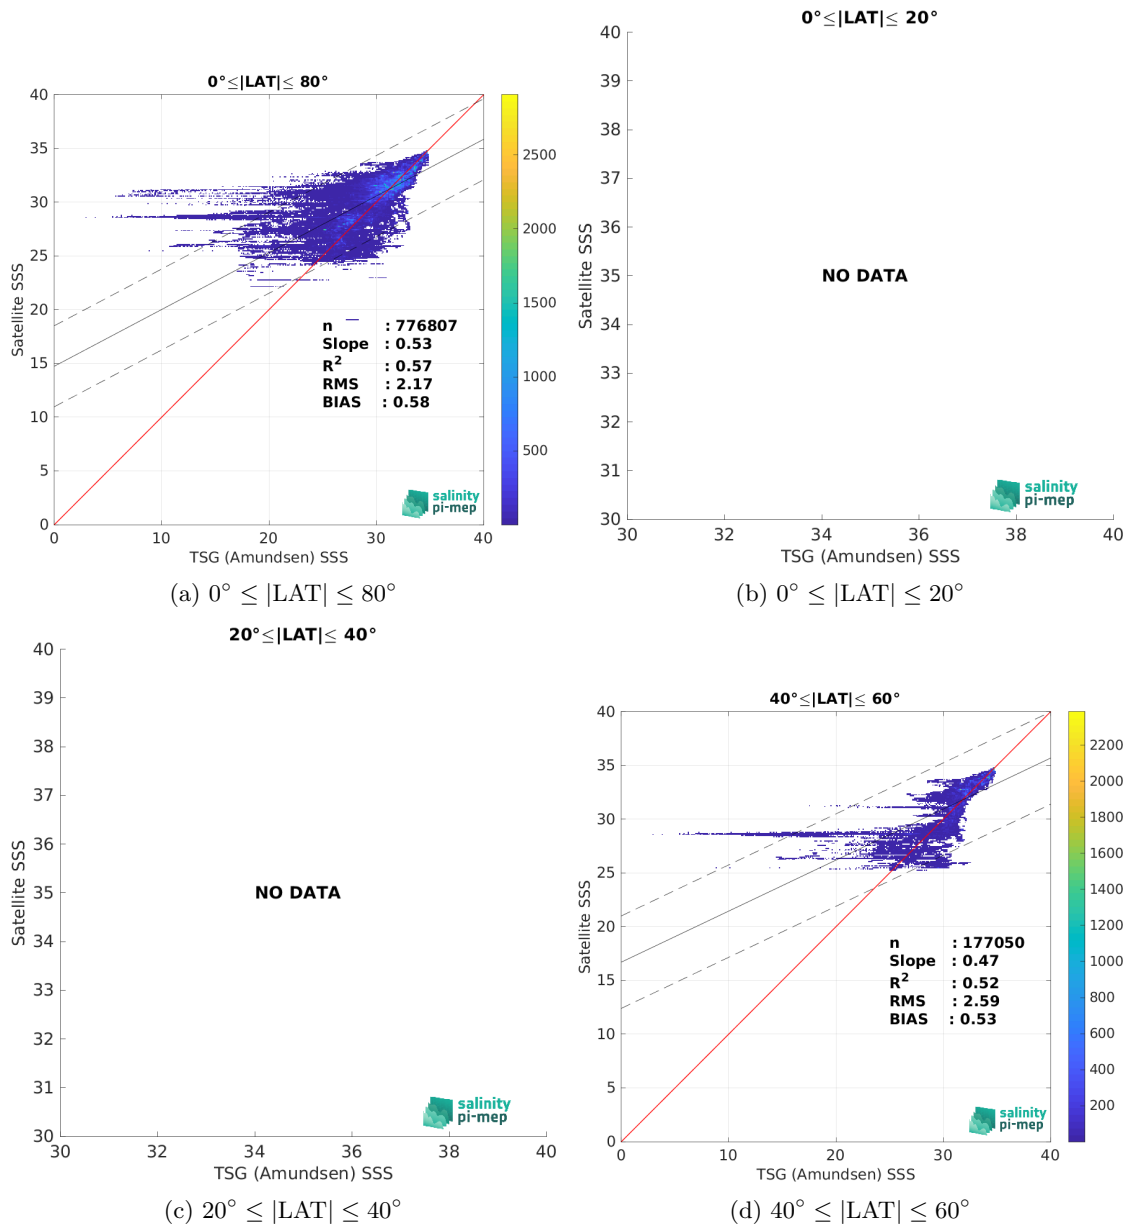 0°≤|LAT|≤ 80°
40
35
30
25
20
15
10
5
0
Satellite SSS
0
10
20
30
40
TSG (Amundsen) SSS
2500
2000
1500
1000
500
n : 776807
Slope : 0.53
R² : 0.57
RMS : 2.17
BIAS : 0.58
salinity
pi-mep
(a) 0° ≤ |LAT| ≤ 80°
0°≤|LAT|≤ 20°
40
39
38
37
36
35
34
33
32
31
30
Satellite SSS
NO DATA
30
32
34
36
38
40
TSG (Amundsen) SSS
salinity
pi-mep
(b) 0° ≤ |LAT| ≤ 20°
20°≤|LAT|≤ 40°
40
39
38
37
36
35
34
33
32
31
30
Satellite SSS
NO DATA
30
32
34
36
38
40
TSG (Amundsen) SSS
salinity
pi-mep
(c) 20° ≤ |LAT| ≤ 40°
40°≤|LAT|≤ 60°
40
35
30
25
20
15
10
5
0
Satellite SSS
0
10
20
30
40
TSG (Amundsen) SSS
2200
2000
1800
1600
1400
1200
1000
800
600
400
200
n : 177050
Slope : 0.47
R² : 0.52
RMS : 2.59
BIAS : 0.53
salinity
pi-mep
(d) 40° ≤ |LAT| ≤ 60°